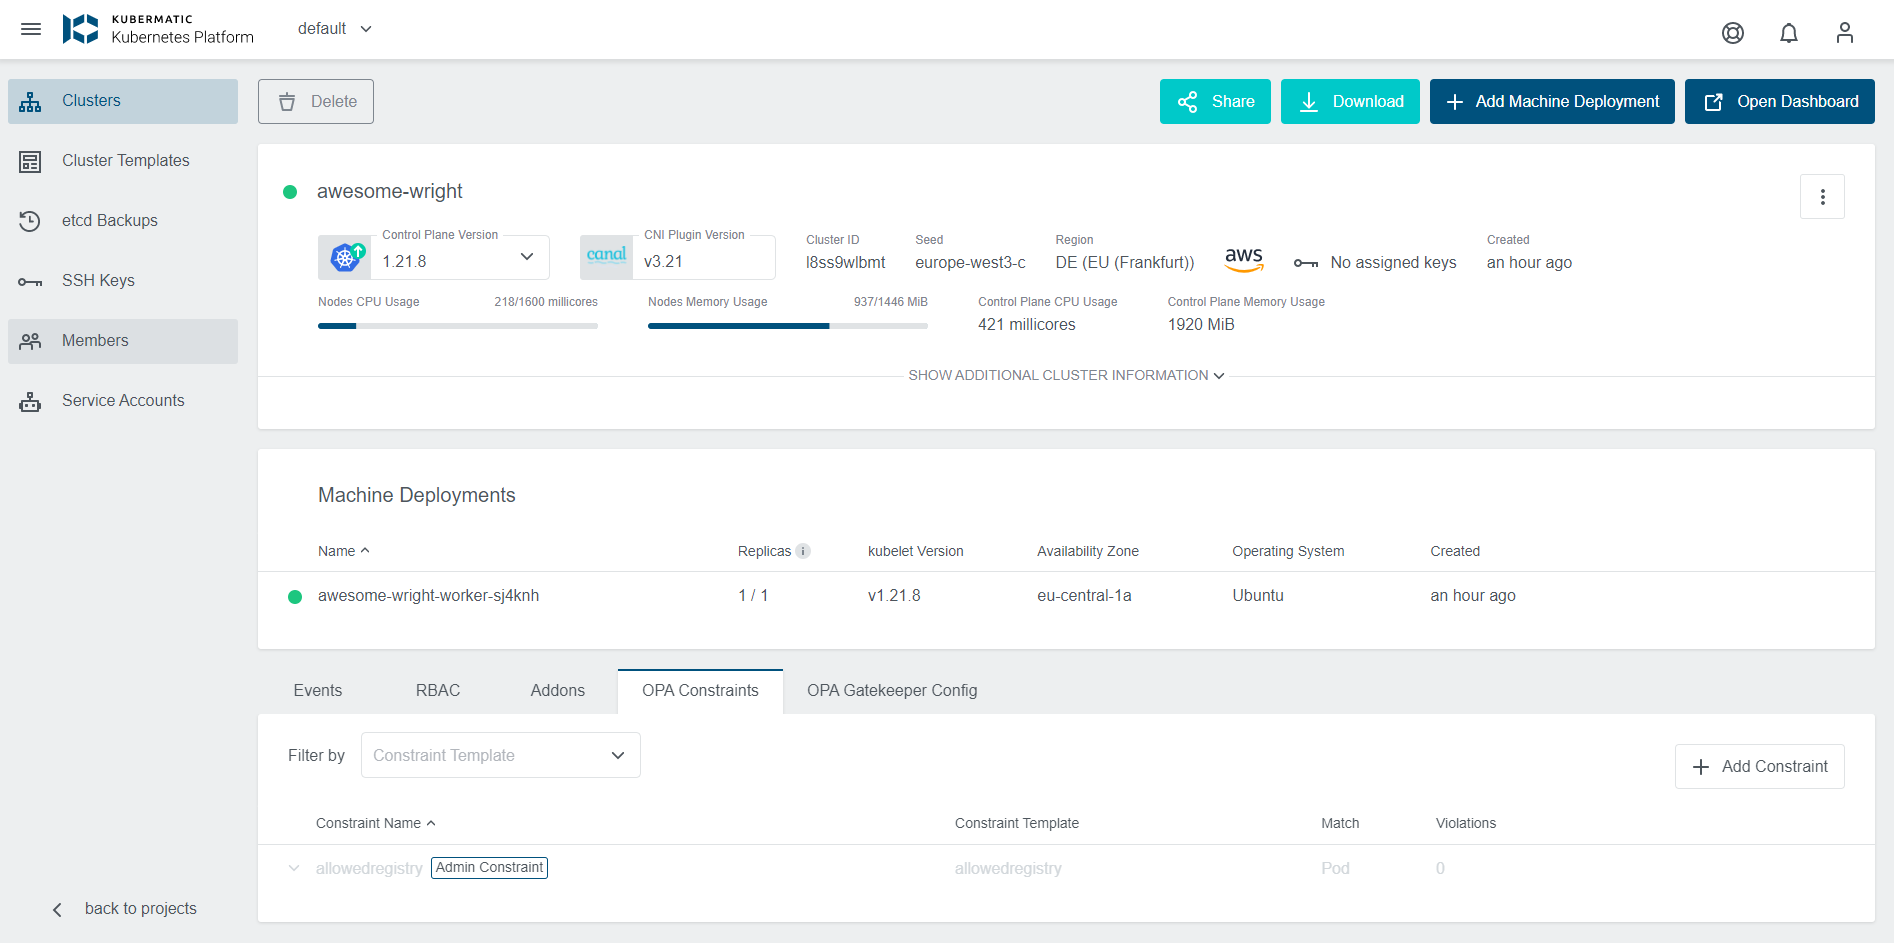 KUBERMATIC
Kubernetes Platform
default
Clusters
Cluster Templates
etcd Backups
SSH Keys
Members
Service Accounts
back to projects
Delete
Share
Download
Add Machine Deployment
Open Dashboard
awesome-wright
Control Plane Version
1.21.8
canal
CNI Plugin Version
v3.21
Cluster ID
l8ss9wlbmt
Seed
europe-west3-c
Region
DE (EU (Frankfurt))
aws
No assigned keys
Created
an hour ago
Nodes CPU Usage 218/1600 millicores
Nodes Memory Usage 937/1446 MiB
Control Plane CPU Usage
421 millicores
Control Plane Memory Usage
1920 MiB
SHOW ADDITIONAL CLUSTER INFORMATION
Machine Deployments
Name Replicas i kubelet Version Availability Zone Operating System Created
awesome-wright-worker-sj4knh 1 / 1 v1.21.8 eu-central-1a Ubuntu an hour ago
Events RBAC Addons OPA Constraints OPA Gatekeeper Config
Filter by Constraint Template
Add Constraint
Constraint Name Constraint Template Match Violations
allowedregistry Admin Constraint allowedregistry Pod 0